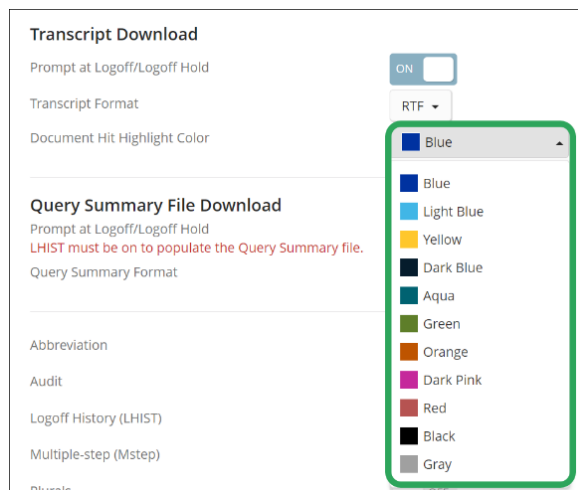 Transcript Download
Prompt at Logoff/Logoff Hold
ON
Transcript Format
RTF
Document Hit Highlight Color
Blue
Blue
Light Blue
Yellow
Dark Blue
Aqua
Green
Orange
Dark Pink
Red
Black
Gray
Query Summary File Download
Prompt at Logoff/Logoff Hold
LHIST must be on to populate the Query Summary file.
Query Summary Format
Abbreviation
Audit
Logoff History (LHIST)
Multiple-step (Mstep)
Plurals